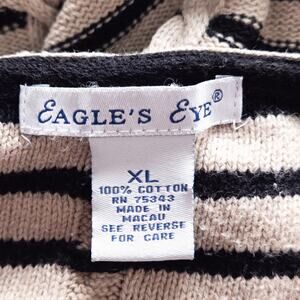 EAGLE'S EYE®
XL
100% COTTON
RN 75343
MADE IN
MACAU
SEE REVERSE
FOR CARE